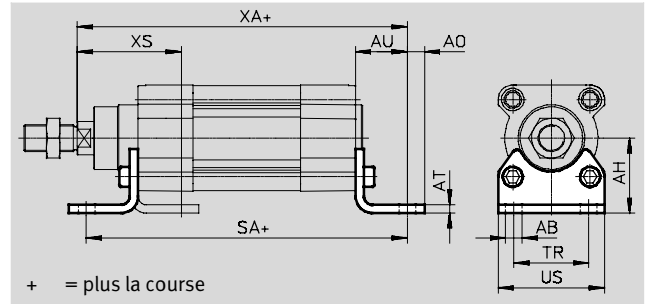 XA+
XS
AU
AO
AT
SA+
AH
AB
TR
US
+ = plus la course